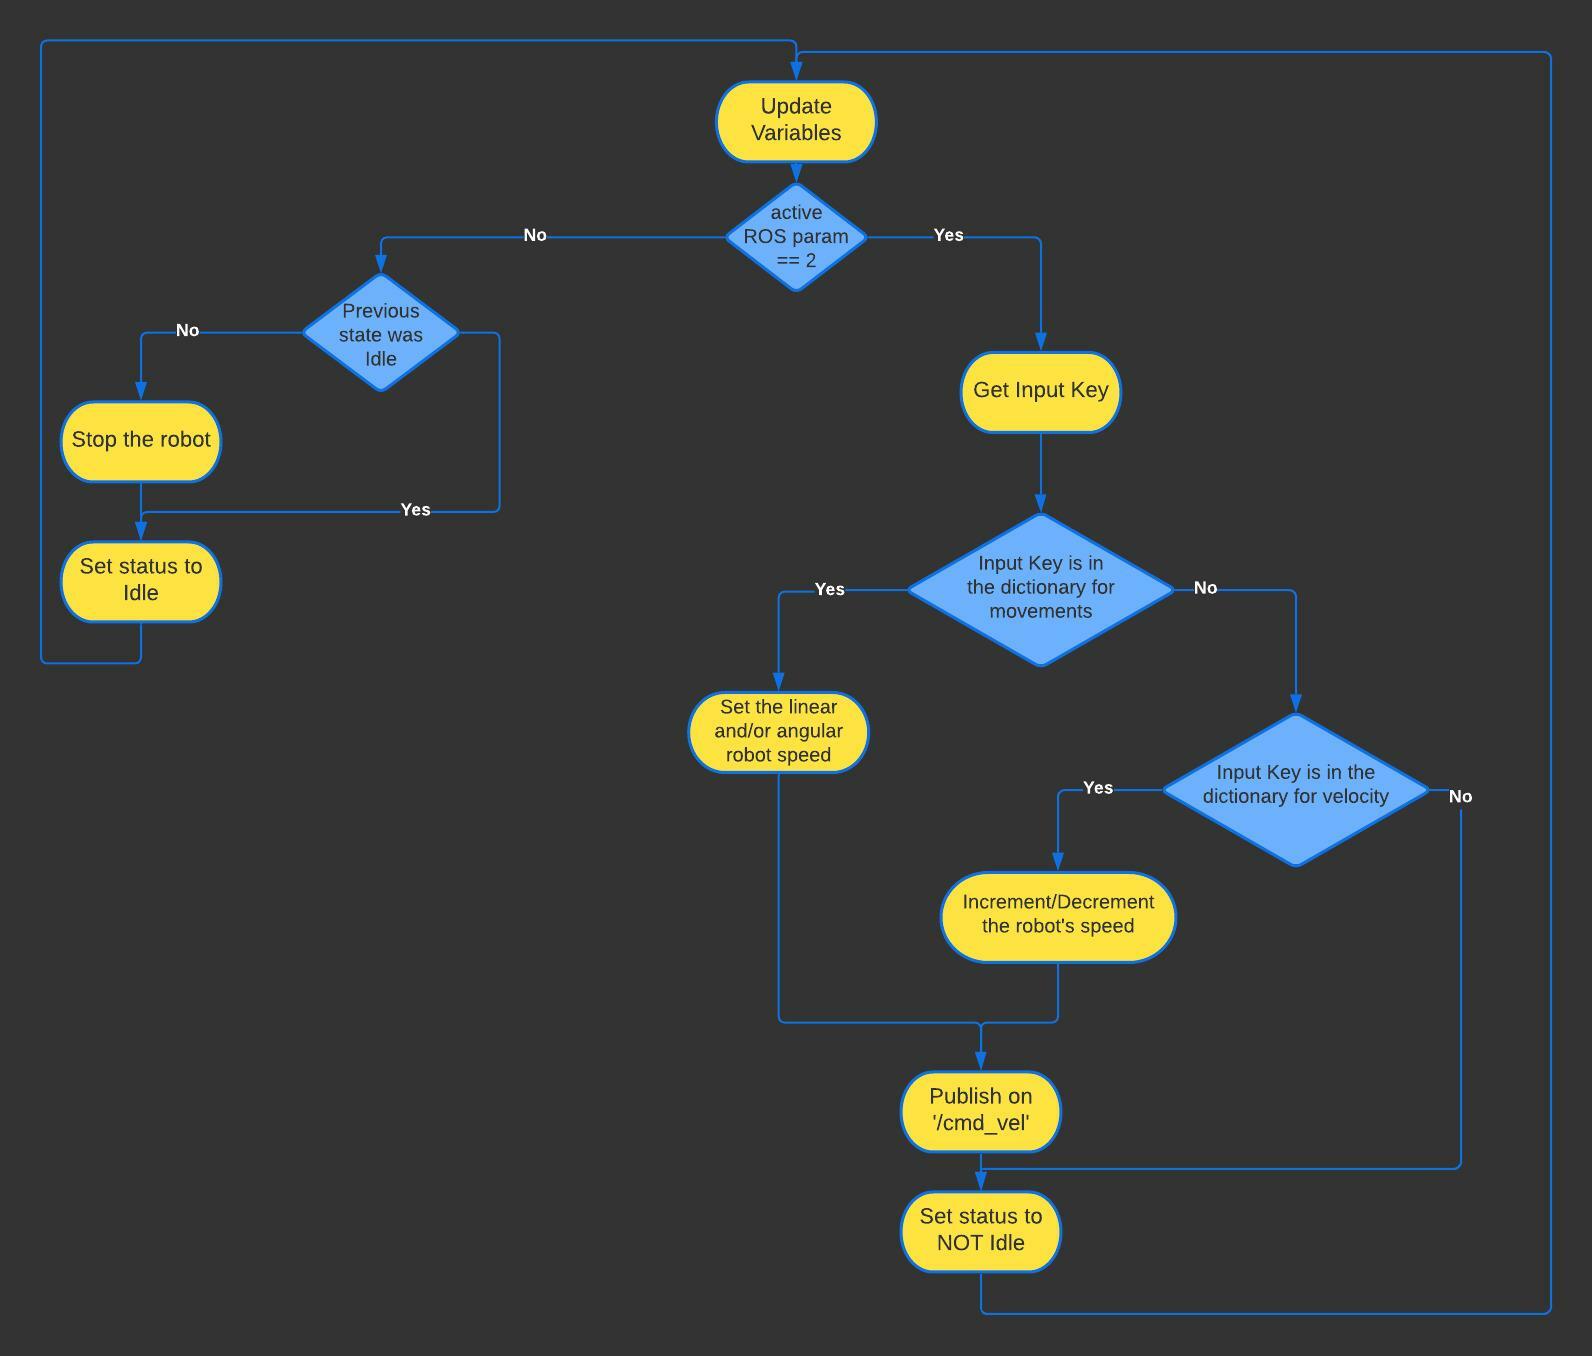 Update
Variables
active
ROS param
== 2
No
Yes
Previous
state was
Idle
No
Stop the robot
Yes
Set status to
Idle
Get Input Key
Input Key is in
the dictionary for
movements
Yes
No
Set the linear
and/or angular
robot speed
Input Key is in the
dictionary for velocity
Yes
No
Increment/Decrement
the robot's speed
Publish on
'/cmd_vel'
Set status to
NOT Idle